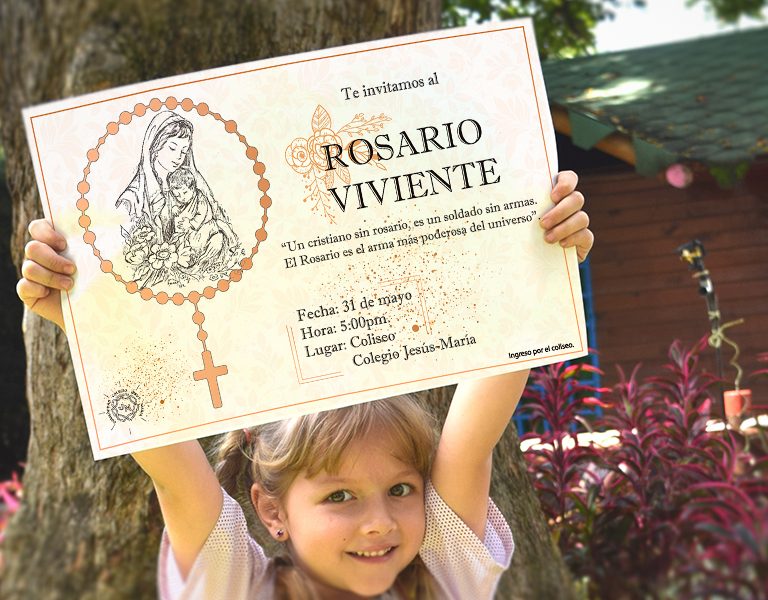 Te invitamos al
ROSARIO
VIVIENTE
“Un cristiano sin rosario, es un soldado sin armas.
El Rosario es el arma más poderosa del universo”
Fecha: 31 de mayo
Hora: 5:00pm.
Lugar: Coliseo
Colegio Jesús-María
Ingreso por el coliseo.